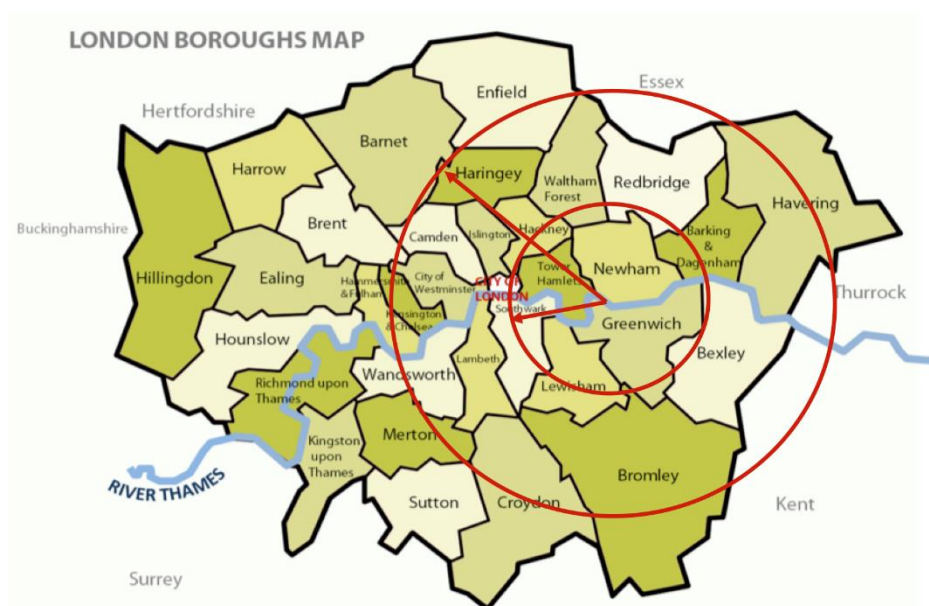 LONDON BOROUGHS MAP
Essex
Enfield
Hertfordshire
Barnet
Harrow
Haringey
Waltham
Forest
Redbridge
Havering
Brent
Camden
Islington
Hackney
Barking
&
Dagenham
Buckinghamshire
Hillingdon
Ealing
Hammersmith
& Fulham
City of
Westminster
CITY OF
LONDON
Tower
Hamlets
Newham
Thurrock
Kensington
& Chelsea
Southwark
Greenwich
Hounslow
Bexley
Lambeth
Wandsworth
Lewisham
Richmond upon
Thames
Merton
Kingston
upon
Thames
Bromley
RIVER THAMES
Sutton
Croydon
Kent
Surrey